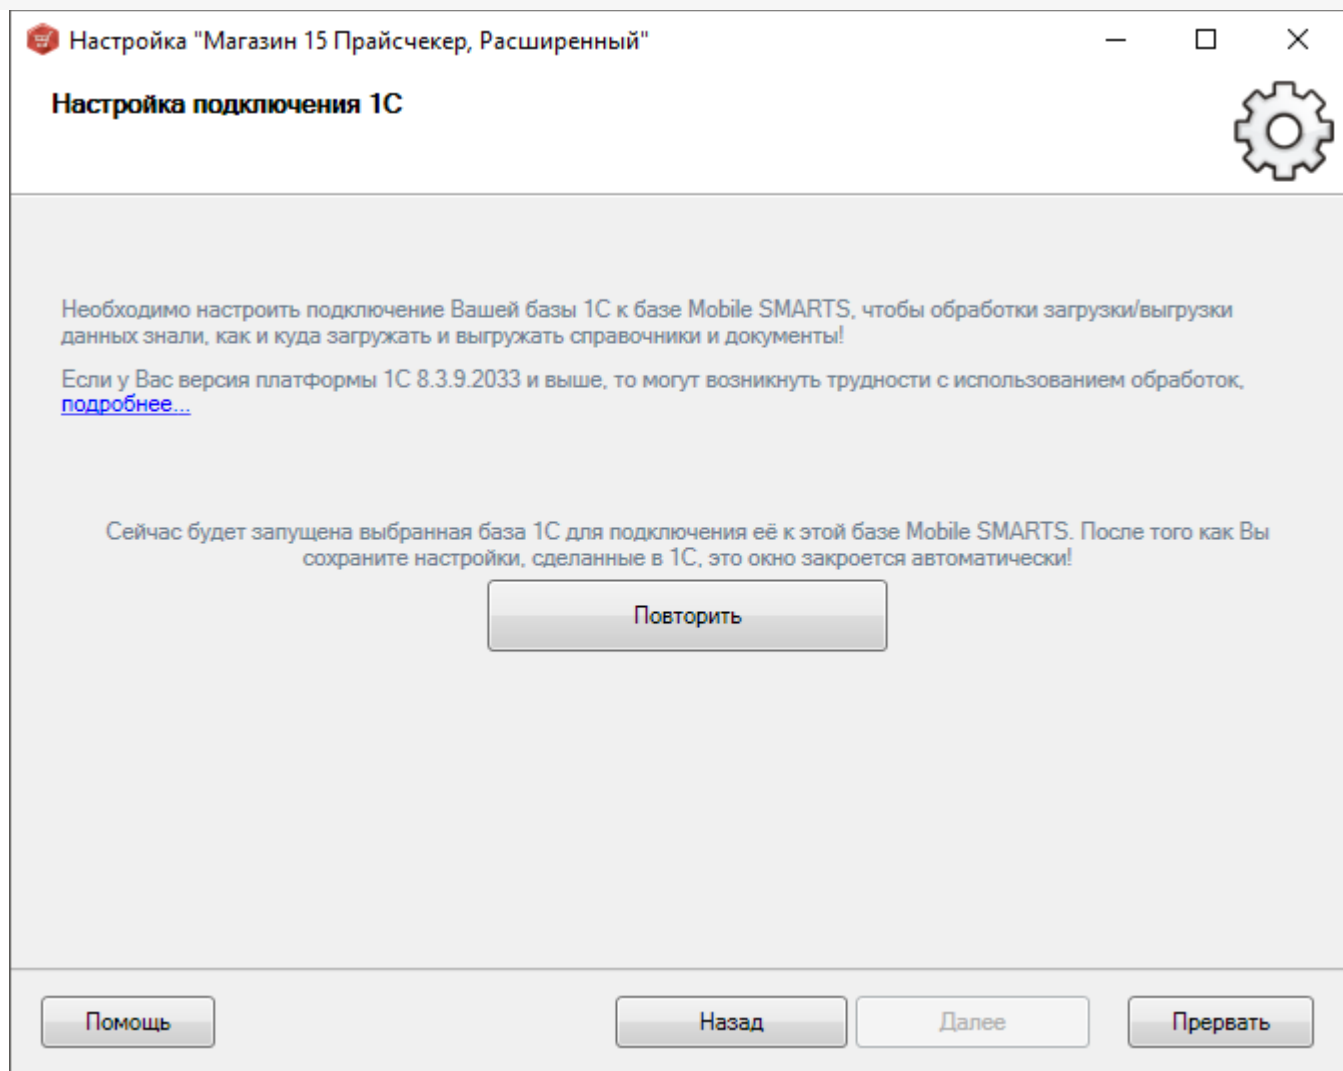 Настройка "Магазин 15 Прайсчекер, Расширенный"
Настройка подключения 1С
Необходимо настроить подключение Вашей базы 1С к базе Mobile SMARTS, чтобы обработки загрузки/выгрузки
данных знали, как и куда загружать и выгружать справочники и документы!
Если у Вас версия платформы 1С 8.3.9.2033 и выше, то могут возникнуть трудности с использованием обработок,
подробнее...
Сейчас будет запущена выбранная база 1С для подключения её к этой базе Mobile SMARTS. После того как Вы
сохраните настройки, сделанные в 1С, это окно закроется автоматически!
Повторить
Помощь
Назад
Далее
Прервать